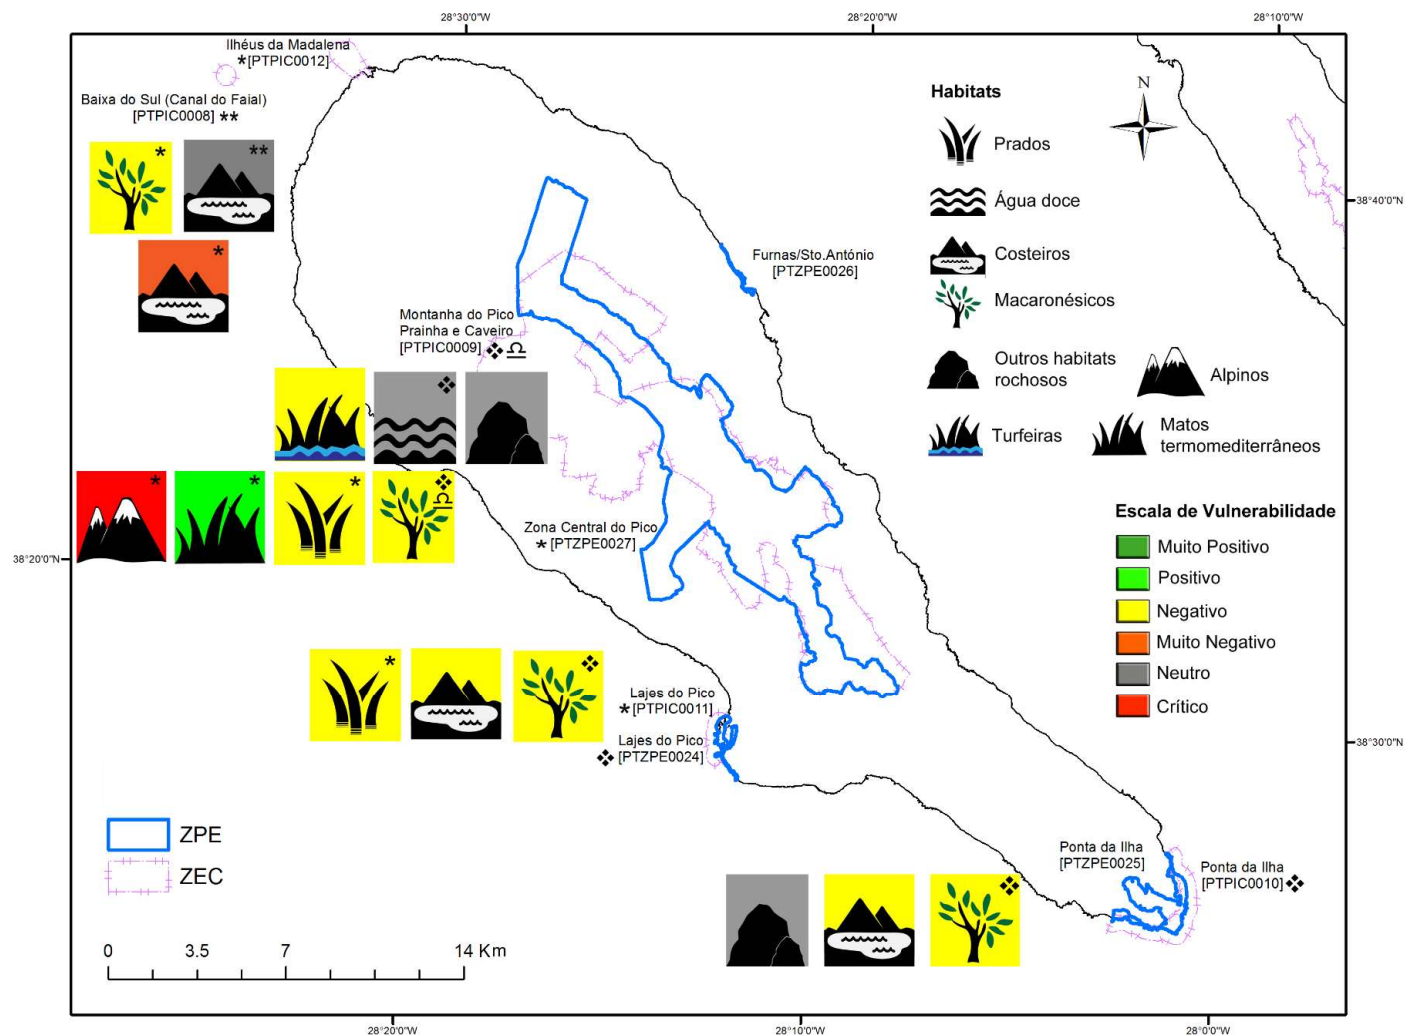 28°30'0"W
28°20'0"W
28°10'0"W
Ilhéus da Madalena
*[PTPIC0012]
Baixa do Sul (Canal do Faial)
[PTPIC0008] **
*
**
*
Furnas/Sto.António
[PTZPE0026]
Montanha do Pico
Prainha e Caveiro
[PTPIC0009] ❖ ♎
❖
*
*
*
❖
♎
Zona Central do Pico
* [PTZPE0027]
38°20'0"N
*
❖
Lajes do Pico
*[PTPIC0011]
Lajes do Pico
❖ [PTZPE0024]
Ponta da Ilha
[PTZPE0025]
Ponta da Ilha
[PTPIC0010]❖
❖
Habitats
N
Prados
Água doce
Costeiros
Macaronésicos
Outros habitats
rochosos
Alpinos
Turfeiras
Matos
termomediterrâneos
38°40'0"N
Escala de Vulnerabilidade
Muito Positivo
Positivo
Negativo
Muito Negativo
Neutro
Crítico
38°30'0"N
ZPE
ZEC
0 3.5 7 14 Km
28°20'0"W
28°10'0"W
28°0'0"W